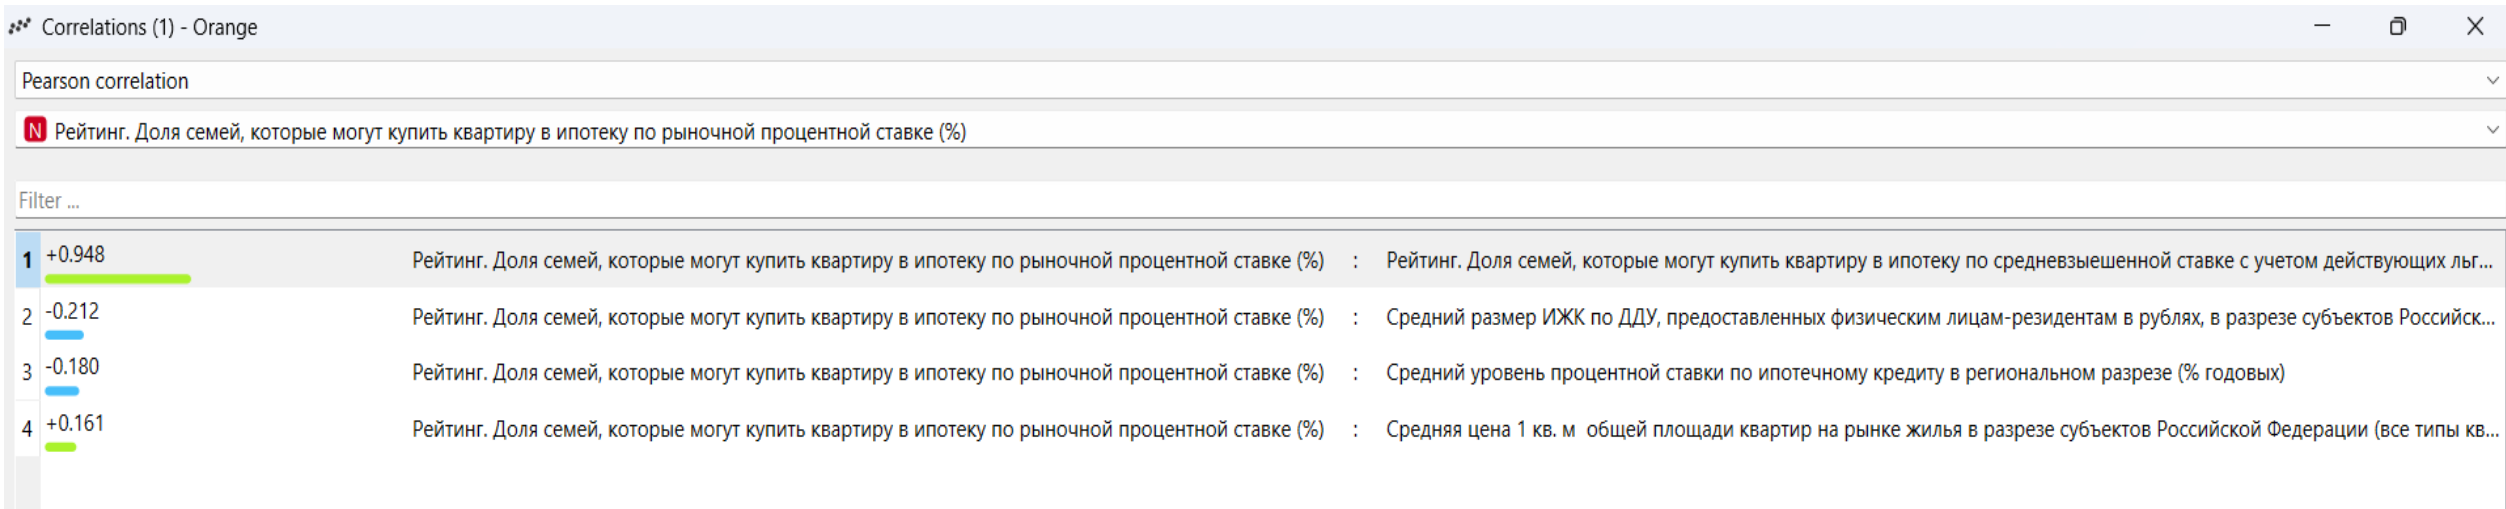 Correlations (1) - Orange
Pearson correlation
N Рейтинг. Доля семей, которые могут купить квартиру в ипотеку по рыночной процентной ставке (%)
Filter ...
1 +0.948 Рейтинг. Доля семей, которые могут купить квартиру в ипотеку по рыночной процентной ставке (%) : Рейтинг. Доля семей, которые могут купить квартиру в ипотеку по средневзыешенной ставке с учетом действующих льг...
2 -0.212 Рейтинг. Доля семей, которые могут купить квартиру в ипотеку по рыночной процентной ставке (%) : Средний размер ИЖК по ДДУ, предоставленных физическим лицам-резидентам в рублях, в разрезе субъектов Российск...
3 -0.180 Рейтинг. Доля семей, которые могут купить квартиру в ипотеку по рыночной процентной ставке (%) : Средний уровень процентной ставки по ипотечному кредиту в региональном разрезе (% годовых)
4 +0.161 Рейтинг. Доля семей, которые могут купить квартиру в ипотеку по рыночной процентной ставке (%) : Средняя цена 1 кв. м общей площади квартир на рынке жилья в разрезе субъектов Российской Федерации (все типы кв...